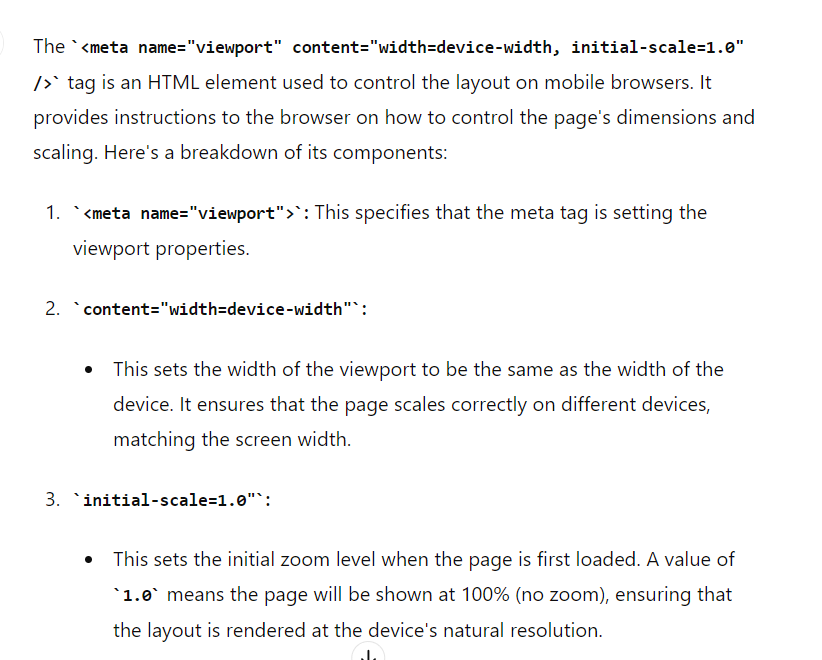 The `<meta name="viewport" content="width=device-width, initial-scale=1.0"
/>` tag is an HTML element used to control the layout on mobile browsers. It
provides instructions to the browser on how to control the page's dimensions and
scaling. Here's a breakdown of its components:
1. `<meta name="viewport">`: This specifies that the meta tag is setting the
viewport properties.
2. `content="width=device-width"`:
• This sets the width of the viewport to be the same as the width of the
device. It ensures that the page scales correctly on different devices,
matching the screen width.
3. `initial-scale=1.0"`:
• This sets the initial zoom level when the page is first loaded. A value of
`1.0` means the page will be shown at 100% (no zoom), ensuring that
the layout is rendered at the device's natural resolution.